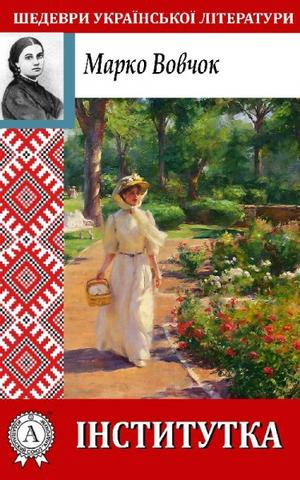 ШЕДЕВРИ УКРАЇНСЬКОЇ ЛІТЕРАТУРИ
Марко Вовчок
ІНСТИТУТКА
А